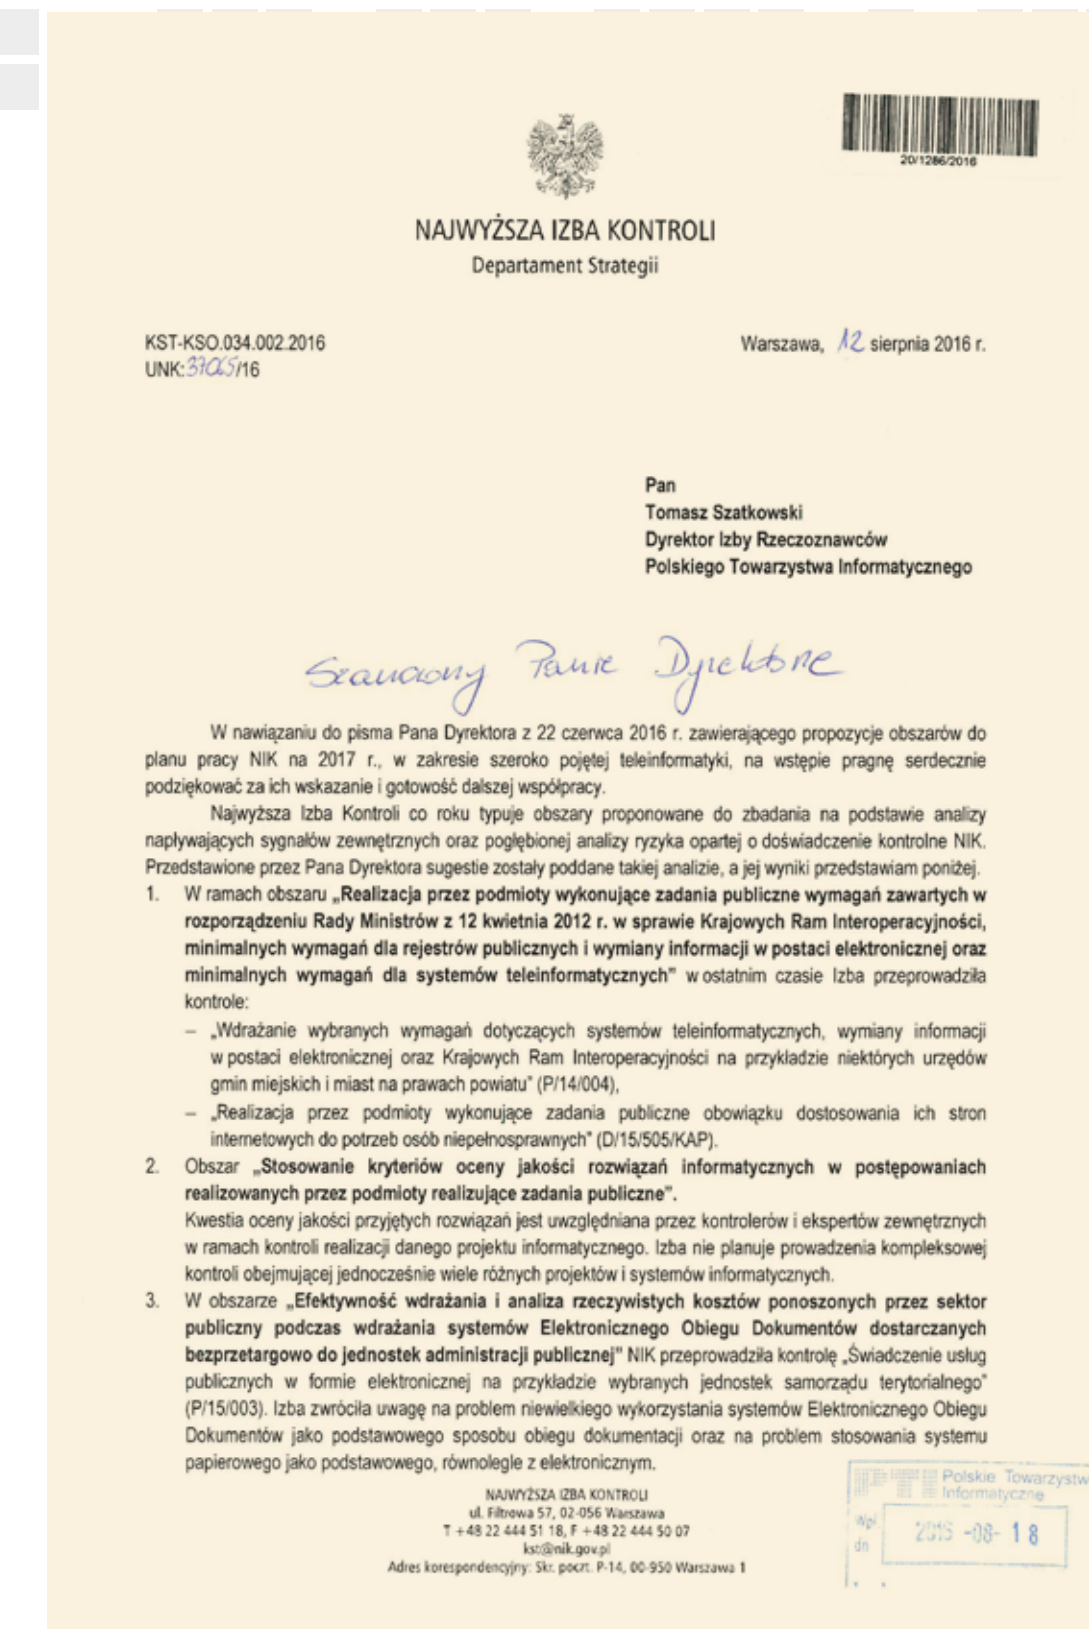 20/1286/2016
NAJWYŻSZA IZBA KONTROLI
Departament Strategii
KST-KSO.034.002.2016
Warszawa, 12 sierpnia 2016 r.
UNK:37065/16
Pan
Tomasz Szatkowski
Dyrektor Izby Rzeczoznawców
Polskiego Towarzystwa Informatycznego
Szanowny Panie Dyrektorze
W nawiązaniu do pisma Pana Dyrektora z 22 czerwca 2016 r. zawierającego propozycje obszarów do
planu pracy NIK na 2017 r., w zakresie szeroko pojętej teleinformatyki, na wstępie pragnę serdecznie
podziękować za ich wskazanie i gotowość dalszej współpracy.
Najwyższa Izba Kontroli co roku typuje obszary proponowane do zbadania na podstawie analizy
napływających sygnałów zewnętrznych oraz pogłębionej analizy ryzyka opartej o doświadczenie kontrolne NIK.
Przedstawione przez Pana Dyrektora sugestie zostały poddane takiej analizie, a jej wyniki przedstawiam poniżej.
1. W ramach obszaru „Realizacja przez podmioty wykonujące zadania publiczne wymagań zawartych w
rozporządzeniu Rady Ministrów z 12 kwietnia 2012 r. w sprawie Krajowych Ram Interoperacyjności,
minimalnych wymagań dla rejestrów publicznych i wymiany informacji w postaci elektronicznej oraz
minimalnych wymagań dla systemów teleinformatycznych” w ostatnim czasie Izba przeprowadziła
kontrole:
– „Wdrażanie wybranych wymagań dotyczących systemów teleinformatycznych, wymiany informacji
w postaci elektronicznej oraz Krajowych Ram Interoperacyjności na przykładzie niektórych urzędów
gmin miejskich i miast na prawach powiatu” (P/14/004),
– „Realizacja przez podmioty wykonujące zadania publiczne obowiązku dostosowania ich stron
internetowych do potrzeb osób niepełnosprawnych” (D/15/505/KAP).
2. Obszar „Stosowanie kryteriów oceny jakości rozwiązań informatycznych w postępowaniach
realizowanych przez podmioty realizujące zadania publiczne”.
Kwestia oceny jakości przyjętych rozwiązań jest uwzględniana przez kontrolerów i ekspertów zewnętrznych
w ramach kontroli realizacji danego projektu informatycznego. Izba nie planuje prowadzenia kompleksowej
kontroli obejmującej jednocześnie wiele różnych projektów i systemów informatycznych.
3. W obszarze „Efektywność wdrażania i analiza rzeczywistych kosztów ponoszonych przez sektor
publiczny podczas wdrażania systemów Elektronicznego Obiegu Dokumentów dostarczanych
bezprzetargowo do jednostek administracji publicznej” NIK przeprowadziła kontrolę „Świadczenie usług
publicznych w formie elektronicznej na przykładzie wybranych jednostek samorządu terytorialnego”
(P/15/003). Izba zwróciła uwagę na problem niewielkiego wykorzystania systemów Elektronicznego Obiegu
Dokumentów jako podstawowego sposobu obiegu dokumentacji oraz na problem stosowania systemu
papierowego jako podstawowego, równolegle z elektronicznym.
NAJWYŻSZA IZBA KONTROLI
ul. Filtrowa 57, 02-056 Warszawa
T +48 22 444 51 18, F +48 22 444 50 07
kst@nik.gov.pl
Adres korespondencyjny: Skr. poczt. P-14, 00-950 Warszawa 1
PTI Polskie Towarzystw
Informatyczne
Wpł.
dn
2016 -08- 18